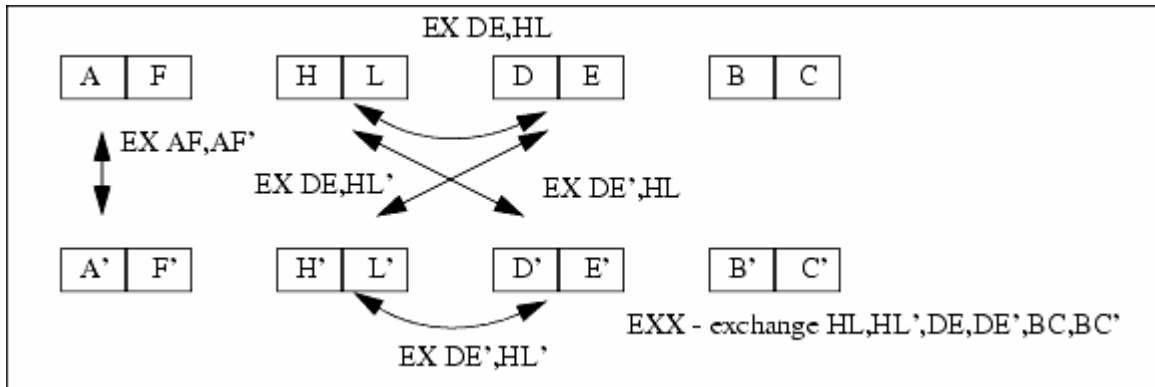 EX DE,HL
A F H L D E B C
EX AF,AF’
EX DE,HL’ EX DE’,HL
A’ F’ H’ L’ D’ E’ B’ C’
EXX - exchange HL,HL’,DE,DE’,BC,BC’
EX DE’,HL’